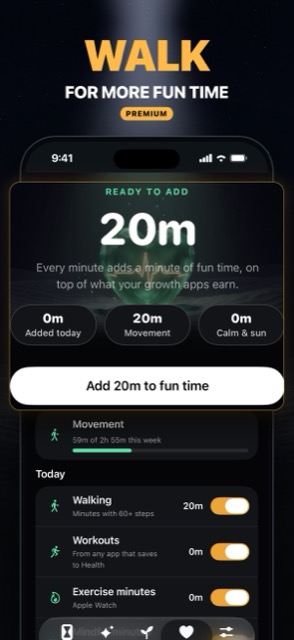 WALK
FOR MORE FUN TIME
PREMIUM
9:41
READY TO ADD
20m
Every minute adds a minute of fun time, on
top of what your growth apps earn.
0m
Added today
20m
Movement
0m
Calm & sun
Add 20m to fun time
Movement
59m of 2h 55m this week
Today
Walking
20m
Minutes with 60+ steps
Workouts
0m
From any app that saves
to Health
Exercise minutes
0m
Apple Watch